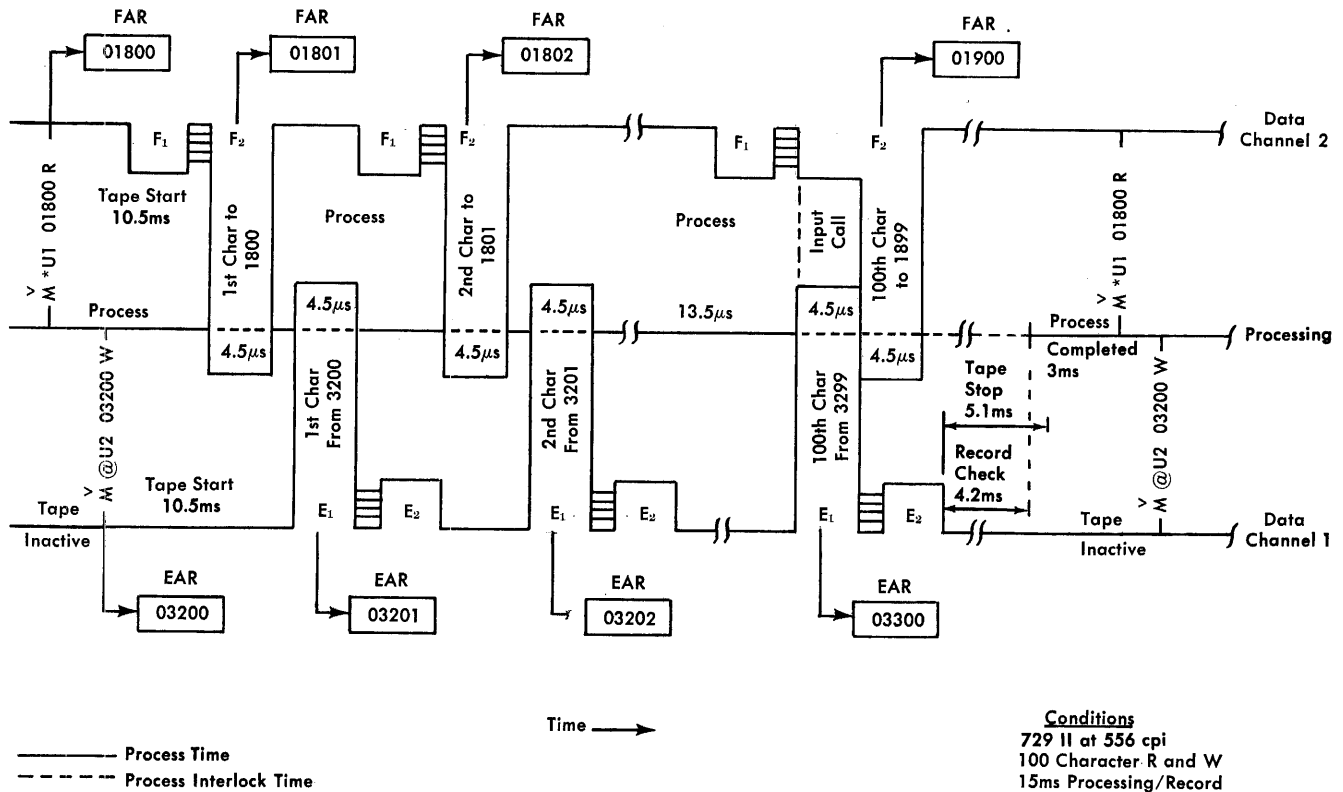 FAR
01800
FAR
01801
FAR
01802
FAR
01900
F1
F2
F1
F2
F1
F2
Data
Channel 2
M *U1 01800 R
V
Tape Start
10.5ms
1st Char to
1800
Process
2nd Char to
1801
Process
Input
Call
100th Char
to 1899
M *U1 01800 R
V
Process
4.5μs
4.5μs
4.5μs
4.5μs
13.5μs
4.5μs
4.5μs
Process
Processing
Completed
3ms
M @U2 03200 W
V
1st Char
From 3200
2nd Char
From 3201
100th Char
From 3299
Tape
Stop
5.1ms
Record
Check
4.2ms
M @U2 03200 W
V
Tape Start
10.5ms
Tape
Inactive
E1
E2
E1
E2
E1
E2
Tape
Inactive
Data
Channel 1
EAR
03200
EAR
03201
EAR
03202
EAR
03300
Time
Process Time
Process Interlock Time
Conditions
729 II at 556 cpi
100 Character R and W
15ms Processing/Record